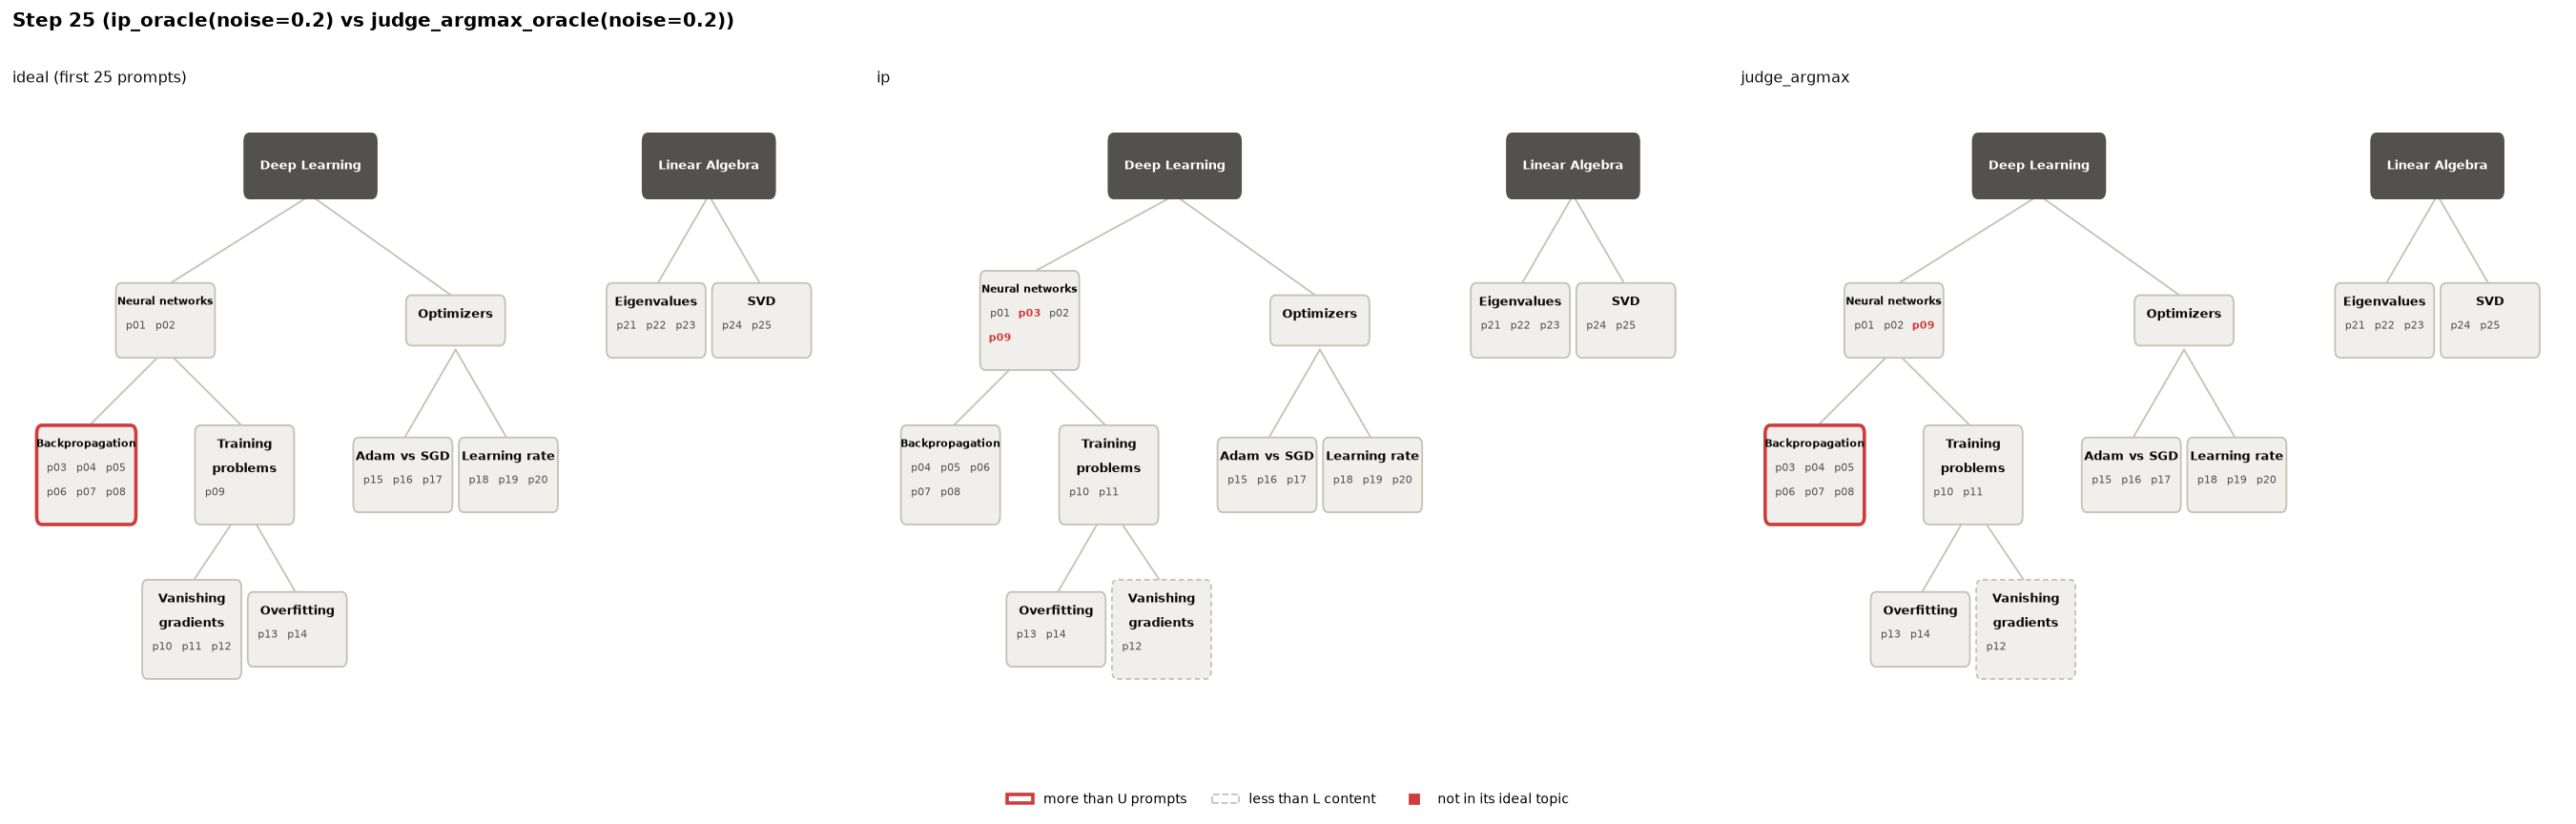 Step 25 (ip_oracle(noise=0.2) vs judge_argmax_oracle(noise=0.2))
ideal (first 25 prompts)
Deep Learning
Linear Algebra
Neural networks
p01 p02
Optimizers
Eigenvalues
p21 p22 p23
SVD
p24 p25
Backpropagation
p03 p04 p05
p06 p07 p08
Training
problems
p09
Adam vs SGD
p15 p16 p17
Learning rate
p18 p19 p20
Vanishing
gradients
p10 p11 p12
Overfitting
p13 p14
ip
Deep Learning
Linear Algebra
Neural networks
p01 p03 p02
p09
Optimizers
Eigenvalues
p21 p22 p23
SVD
p24 p25
Backpropagation
p04 p05 p06
p07 p08
Training
problems
p10 p11
Adam vs SGD
p15 p16 p17
Learning rate
p18 p19 p20
Overfitting
p13 p14
Vanishing
gradients
p12
judge_argmax
Deep Learning
Linear Algebra
Neural networks
p01 p02 p09
Optimizers
Eigenvalues
p21 p22 p23
SVD
p24 p25
Backpropagation
p03 p04 p05
p06 p07 p08
Training
problems
p10 p11
Adam vs SGD
p15 p16 p17
Learning rate
p18 p19 p20
Overfitting
p13 p14
Vanishing
gradients
p12
more than U prompts
less than L content
not in its ideal topic